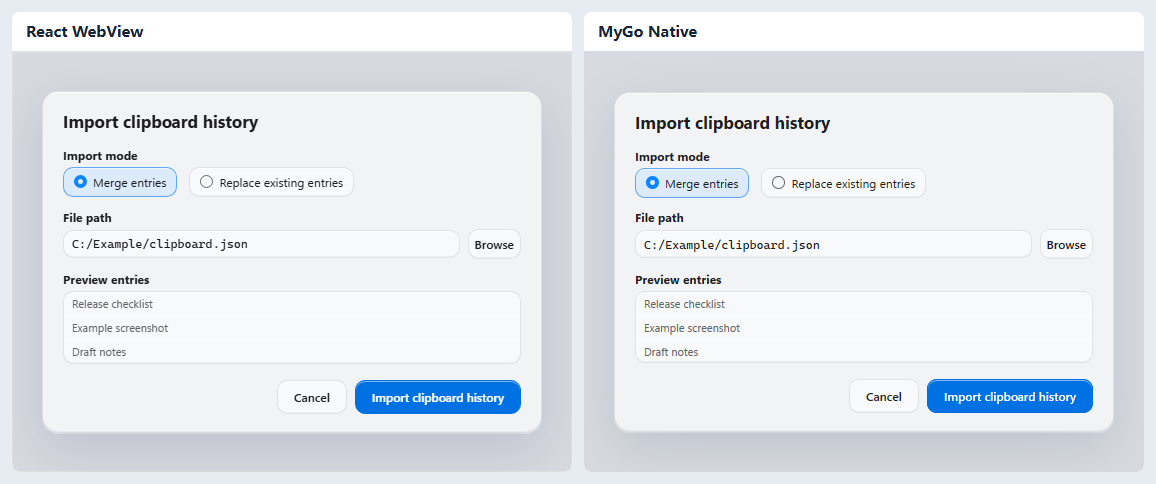 React WebView
Import clipboard history
Import mode
Merge entries Replace existing entries
File path
C:/Example/clipboard.json Browse
Preview entries
Release checklist
Example screenshot
Draft notes
Cancel Import clipboard history
MyGo Native
Import clipboard history
Import mode
Merge entries Replace existing entries
File path
C:/Example/clipboard.json Browse
Preview entries
Release checklist
Example screenshot
Draft notes
Cancel Import clipboard history